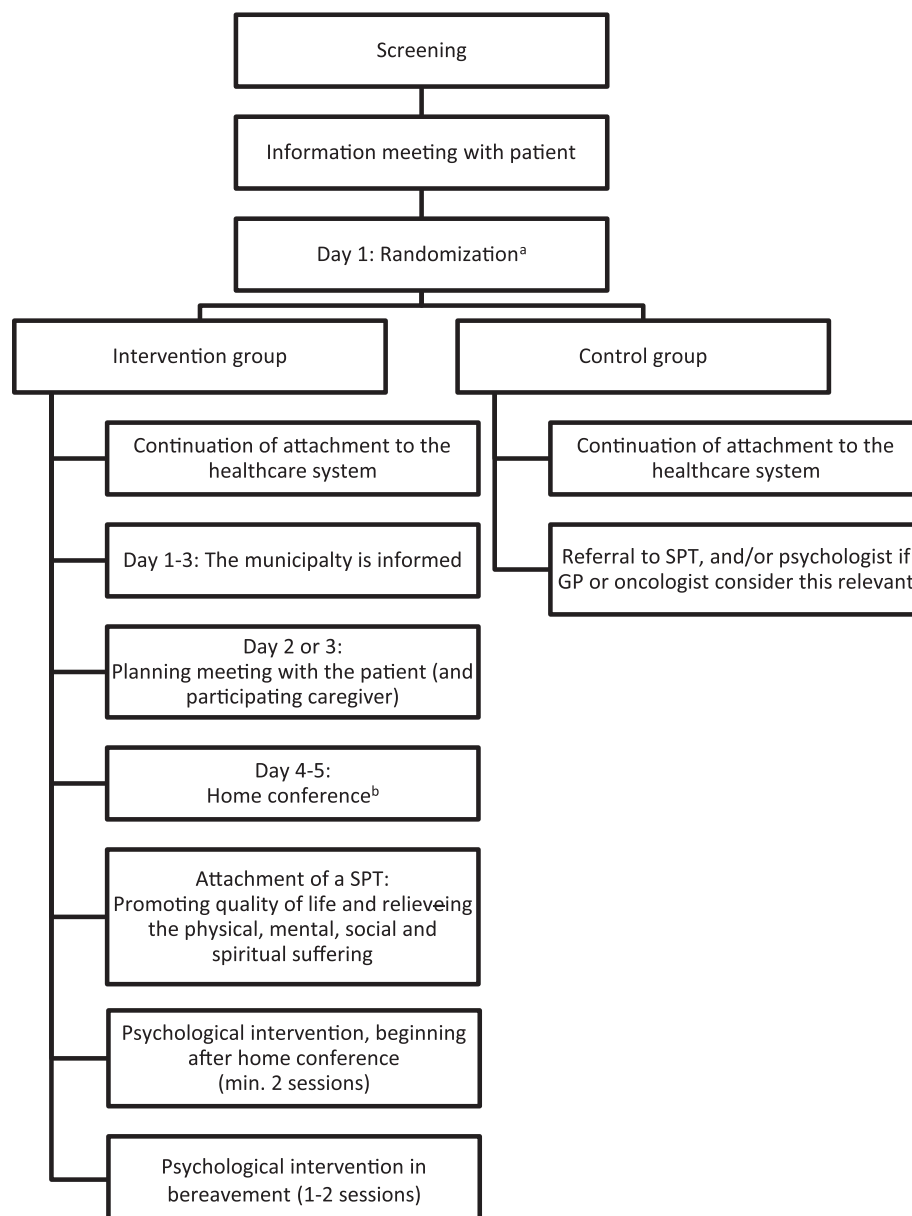 Screening
Information meeting with patient
Day 1: Randomizationᵃ
Intervention group
Control group
Continuation of attachment to the
healthcare system
Day 1-3: The municipalty is informed
Day 2 or 3:
Planning meeting with the patient (and
participating caregiver)
Day 4-5:
Home conferenceᵇ
Attachment of a SPT:
Promoting quality of life and relieveing
the physical, mental, social and
spiritual suffering
Psychological intervention, beginning
after home conference
(min. 2 sessions)
Psychological intervention in
bereavement (1-2 sessions)
Continuation of attachment to the
healthcare system
Referral to SPT, and/or psychologist if
GP or oncologist consider this relevant